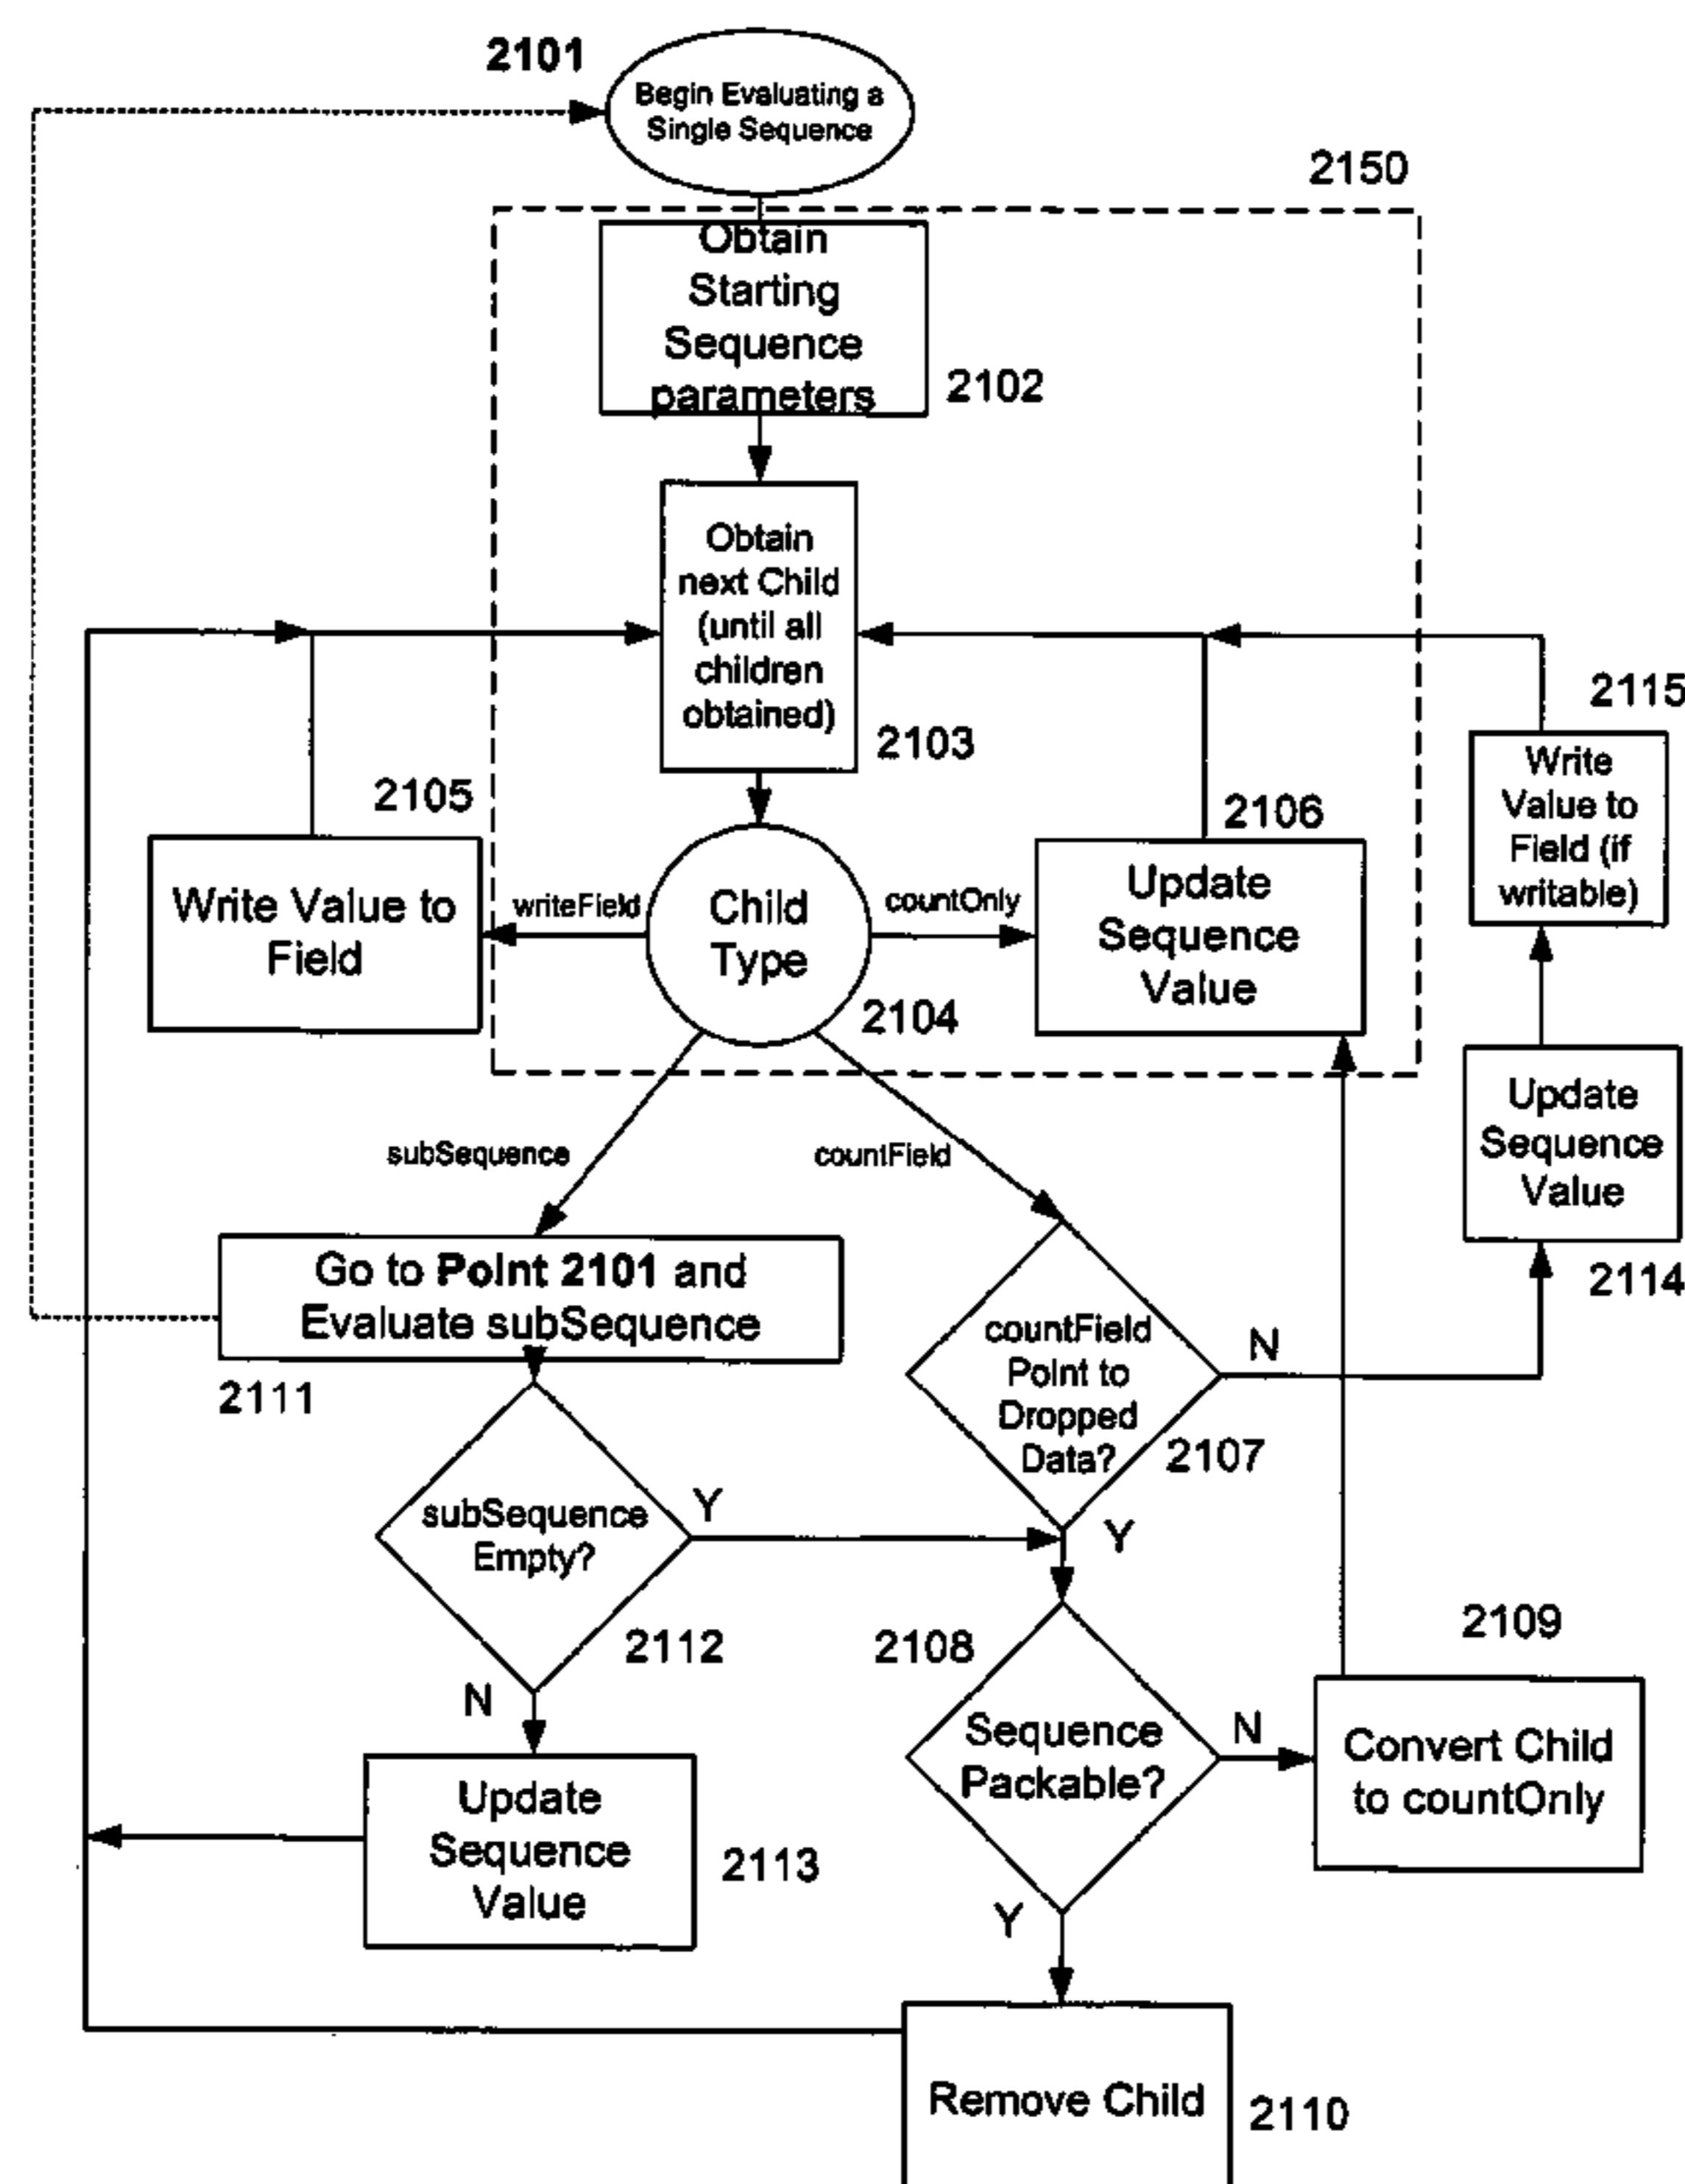 2101
Begin Evaluating a
Single Sequence
2150
Obtain
Starting
Sequence
parameters
2102
Obtain
next Child
(until all
children
obtained)
2103
2115
Write
Value to
Field (if
writable)
2105
2106
Write Value to
Field
writeField
Child
Type
countOnly
Update
Sequence
Value
2104
Update
Sequence
Value
2114
subSequence
countField
Go to Point 2101 and
Evaluate subSequence
2111
countField
Point to
Dropped
Data?
N
2107
subSequence
Empty?
Y
Y
2112
2108
2109
N
Sequence
Packable?
N
Convert Child
to countOnly
Update
Sequence
Value
2113
Y
Remove Child
2110